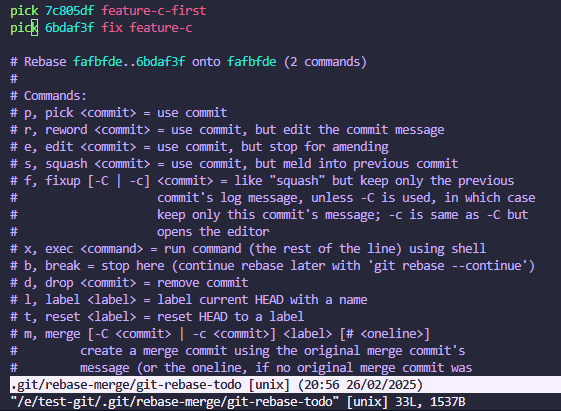 pick 7c805df feature-c-first
pick 6bdaf3f fix feature-c

# Rebase fafbfde..6bdaf3f onto fafbfde (2 commands)
#
# Commands:
# p, pick <commit> = use commit
# r, reword <commit> = use commit, but edit the commit message
# e, edit <commit> = use commit, but stop for amending
# s, squash <commit> = use commit, but meld into previous commit
# f, fixup [-C | -c] <commit> = like "squash" but keep only the previous
#                    commit's log message, unless -C is used, in which case
#                    keep only this commit's message; -c is same as -C but
#                    opens the editor
# x, exec <command> = run command (the rest of the line) using shell
# b, break = stop here (continue rebase later with 'git rebase --continue')
# d, drop <commit> = remove commit
# l, label <label> = label current HEAD with a name
# t, reset <label> = reset HEAD to a label
# m, merge [-C <commit> | -c <commit>] <label> [# <oneline>]
#         create a merge commit using the original merge commit's
#         message (or the oneline, if no original merge commit was
.git/rebase-merge/git-rebase-todo [unix] (20:56 26/02/2025)
"/e/test-git/.git/rebase-merge/git-rebase-todo" [unix] 33L, 1537B